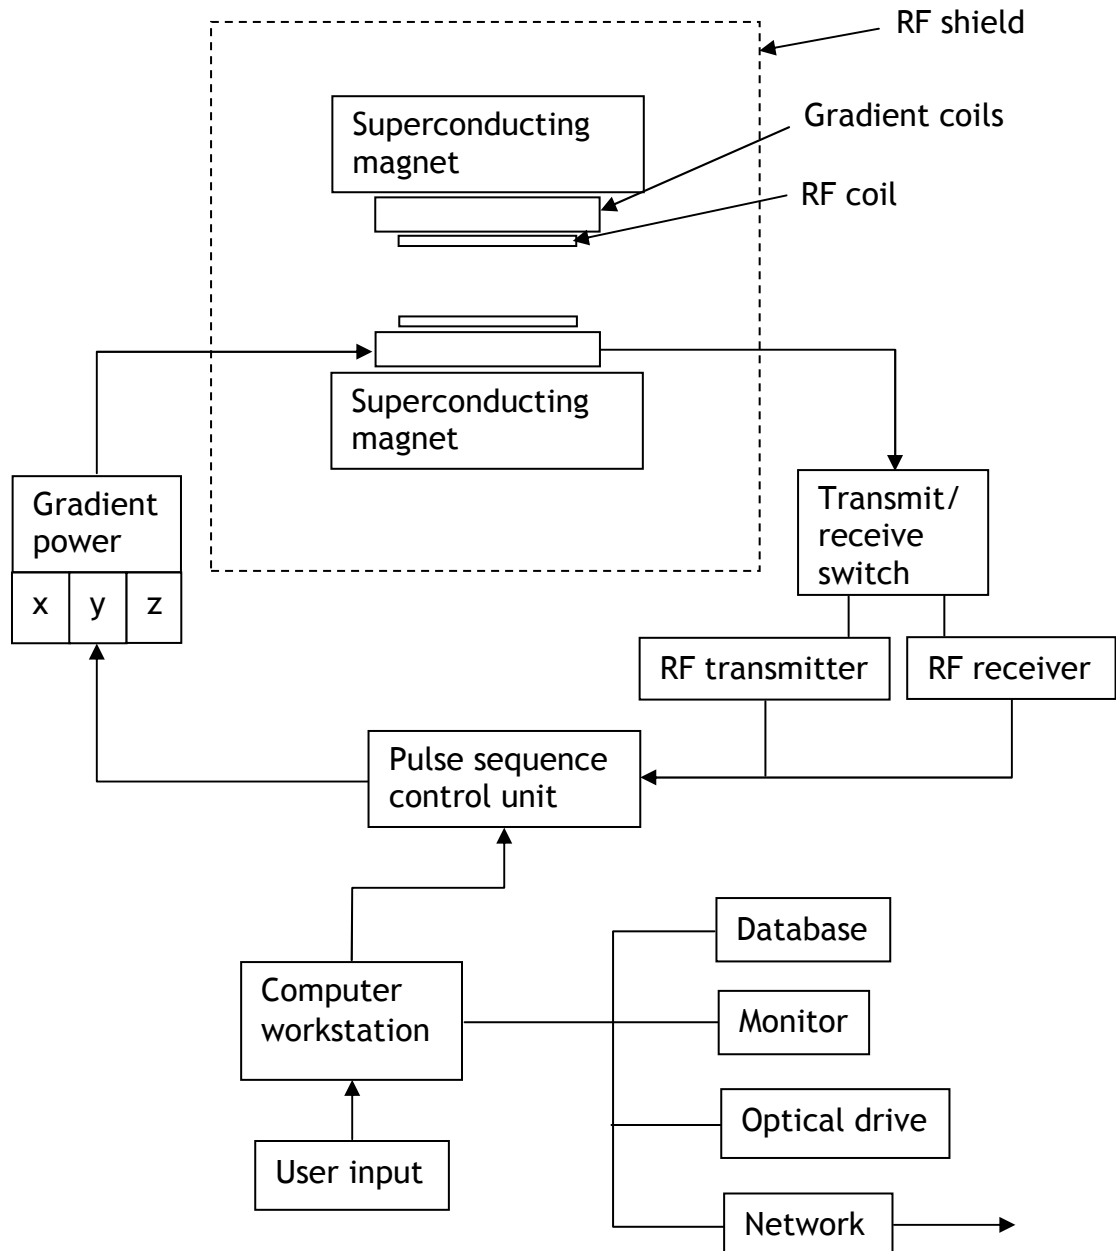 RF shield
Superconducting
magnet
Gradient coils
RF coil
Superconducting
magnet
Gradient
power
x y z
Transmit/
receive
switch
RF transmitter
RF receiver
Pulse sequence
control unit
Database
Computer
workstation
Monitor
Optical drive
User input
Network